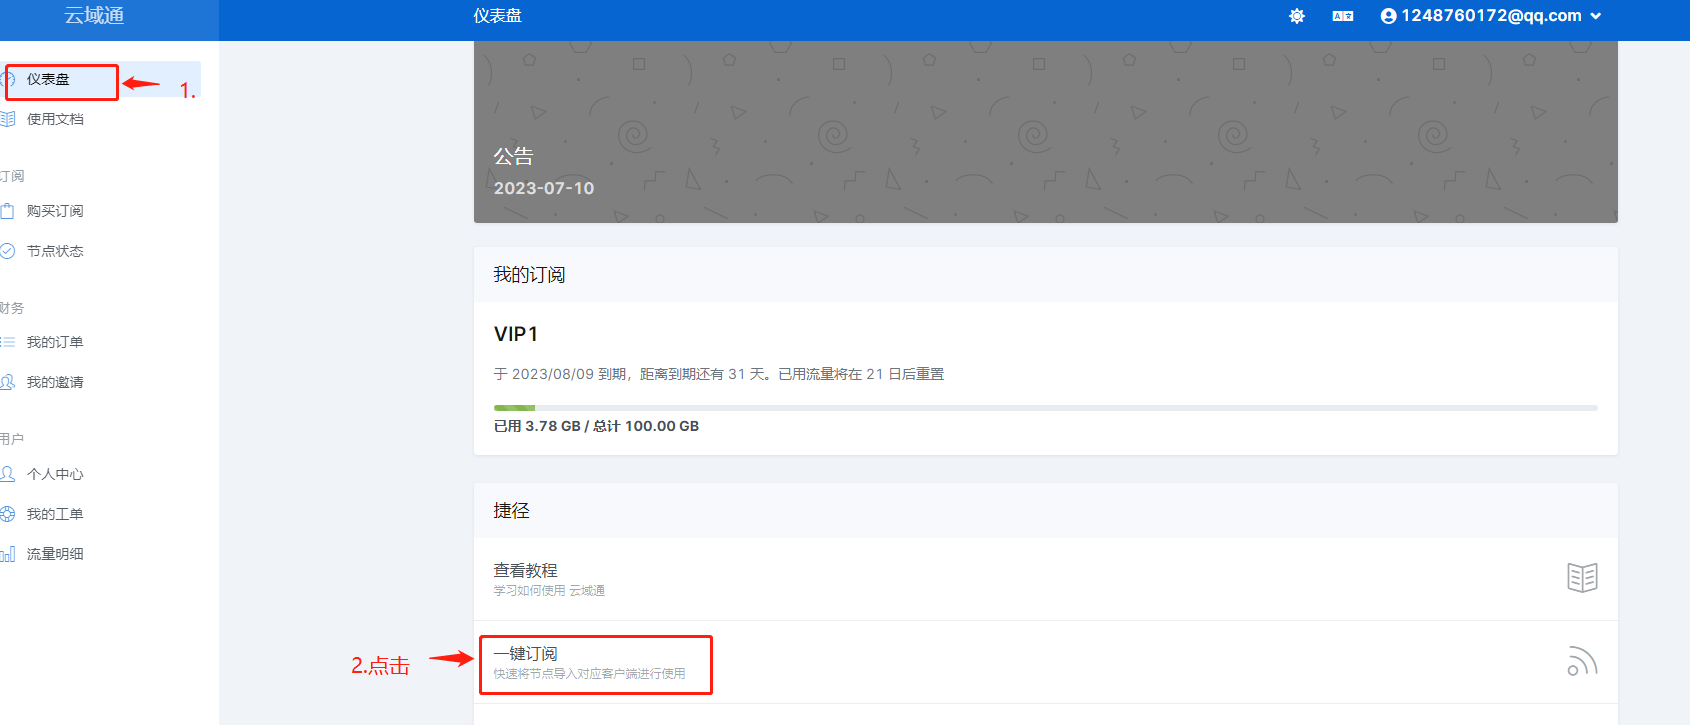 云域通
仪表盘
1248760172@qq.com
仪表盘
1.
使用文档
订阅
购买订阅
节点状态
财务
我的订单
我的邀请
用户
个人中心
我的工单
流量明细
公告
2023-07-10
我的订阅
VIP1
于 2023/08/09 到期，距离到期还有 31 天。已用流量将在 21 日后重置
已用 3.78 GB / 总计 100.00 GB
捷径
查看教程
学习如何使用 云域通
2.点击
一键订阅
快速将节点导入对应客户端进行使用